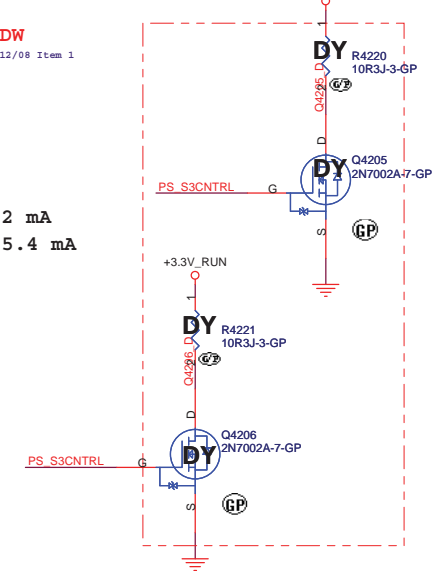 DW
12/08 Item 1
1
DY
R4220
10R3J-3-GP
2
G/P
Q4205_D
D
DY
Q4205
2N7002A-7-GP
PS_S3CNTRL
G
S
GP
2 mA
5.4 mA
+3.3V_RUN
1
DY
R4221
10R3J-3-GP
2
G/P
Q4206_D
D
DY
Q4206
2N7002A-7-GP
PS_S3CNTRL
G
S
GP